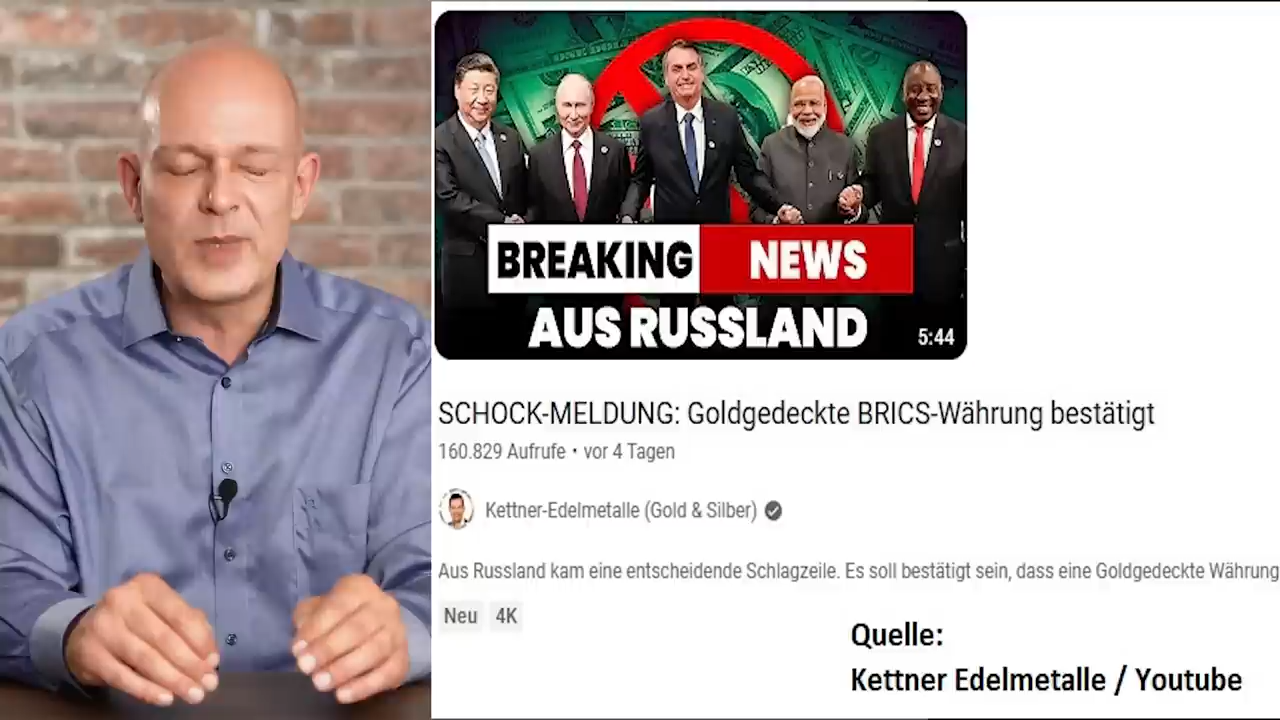 BREAKING NEWS
AUS RUSSLAND
5:44
SCHOCK-MELDUNG: Goldgedeckte BRICS-Währung bestätigt
160.829 Aufrufe • vor 4 Tagen
Kettner-Edelmetalle (Gold & Silber)
Aus Russland kam eine entscheidende Schlagzeile. Es soll bestätigt sein, dass eine Goldgedeckte Währung
Neu 4K
Quelle:
Kettner Edelmetalle / Youtube